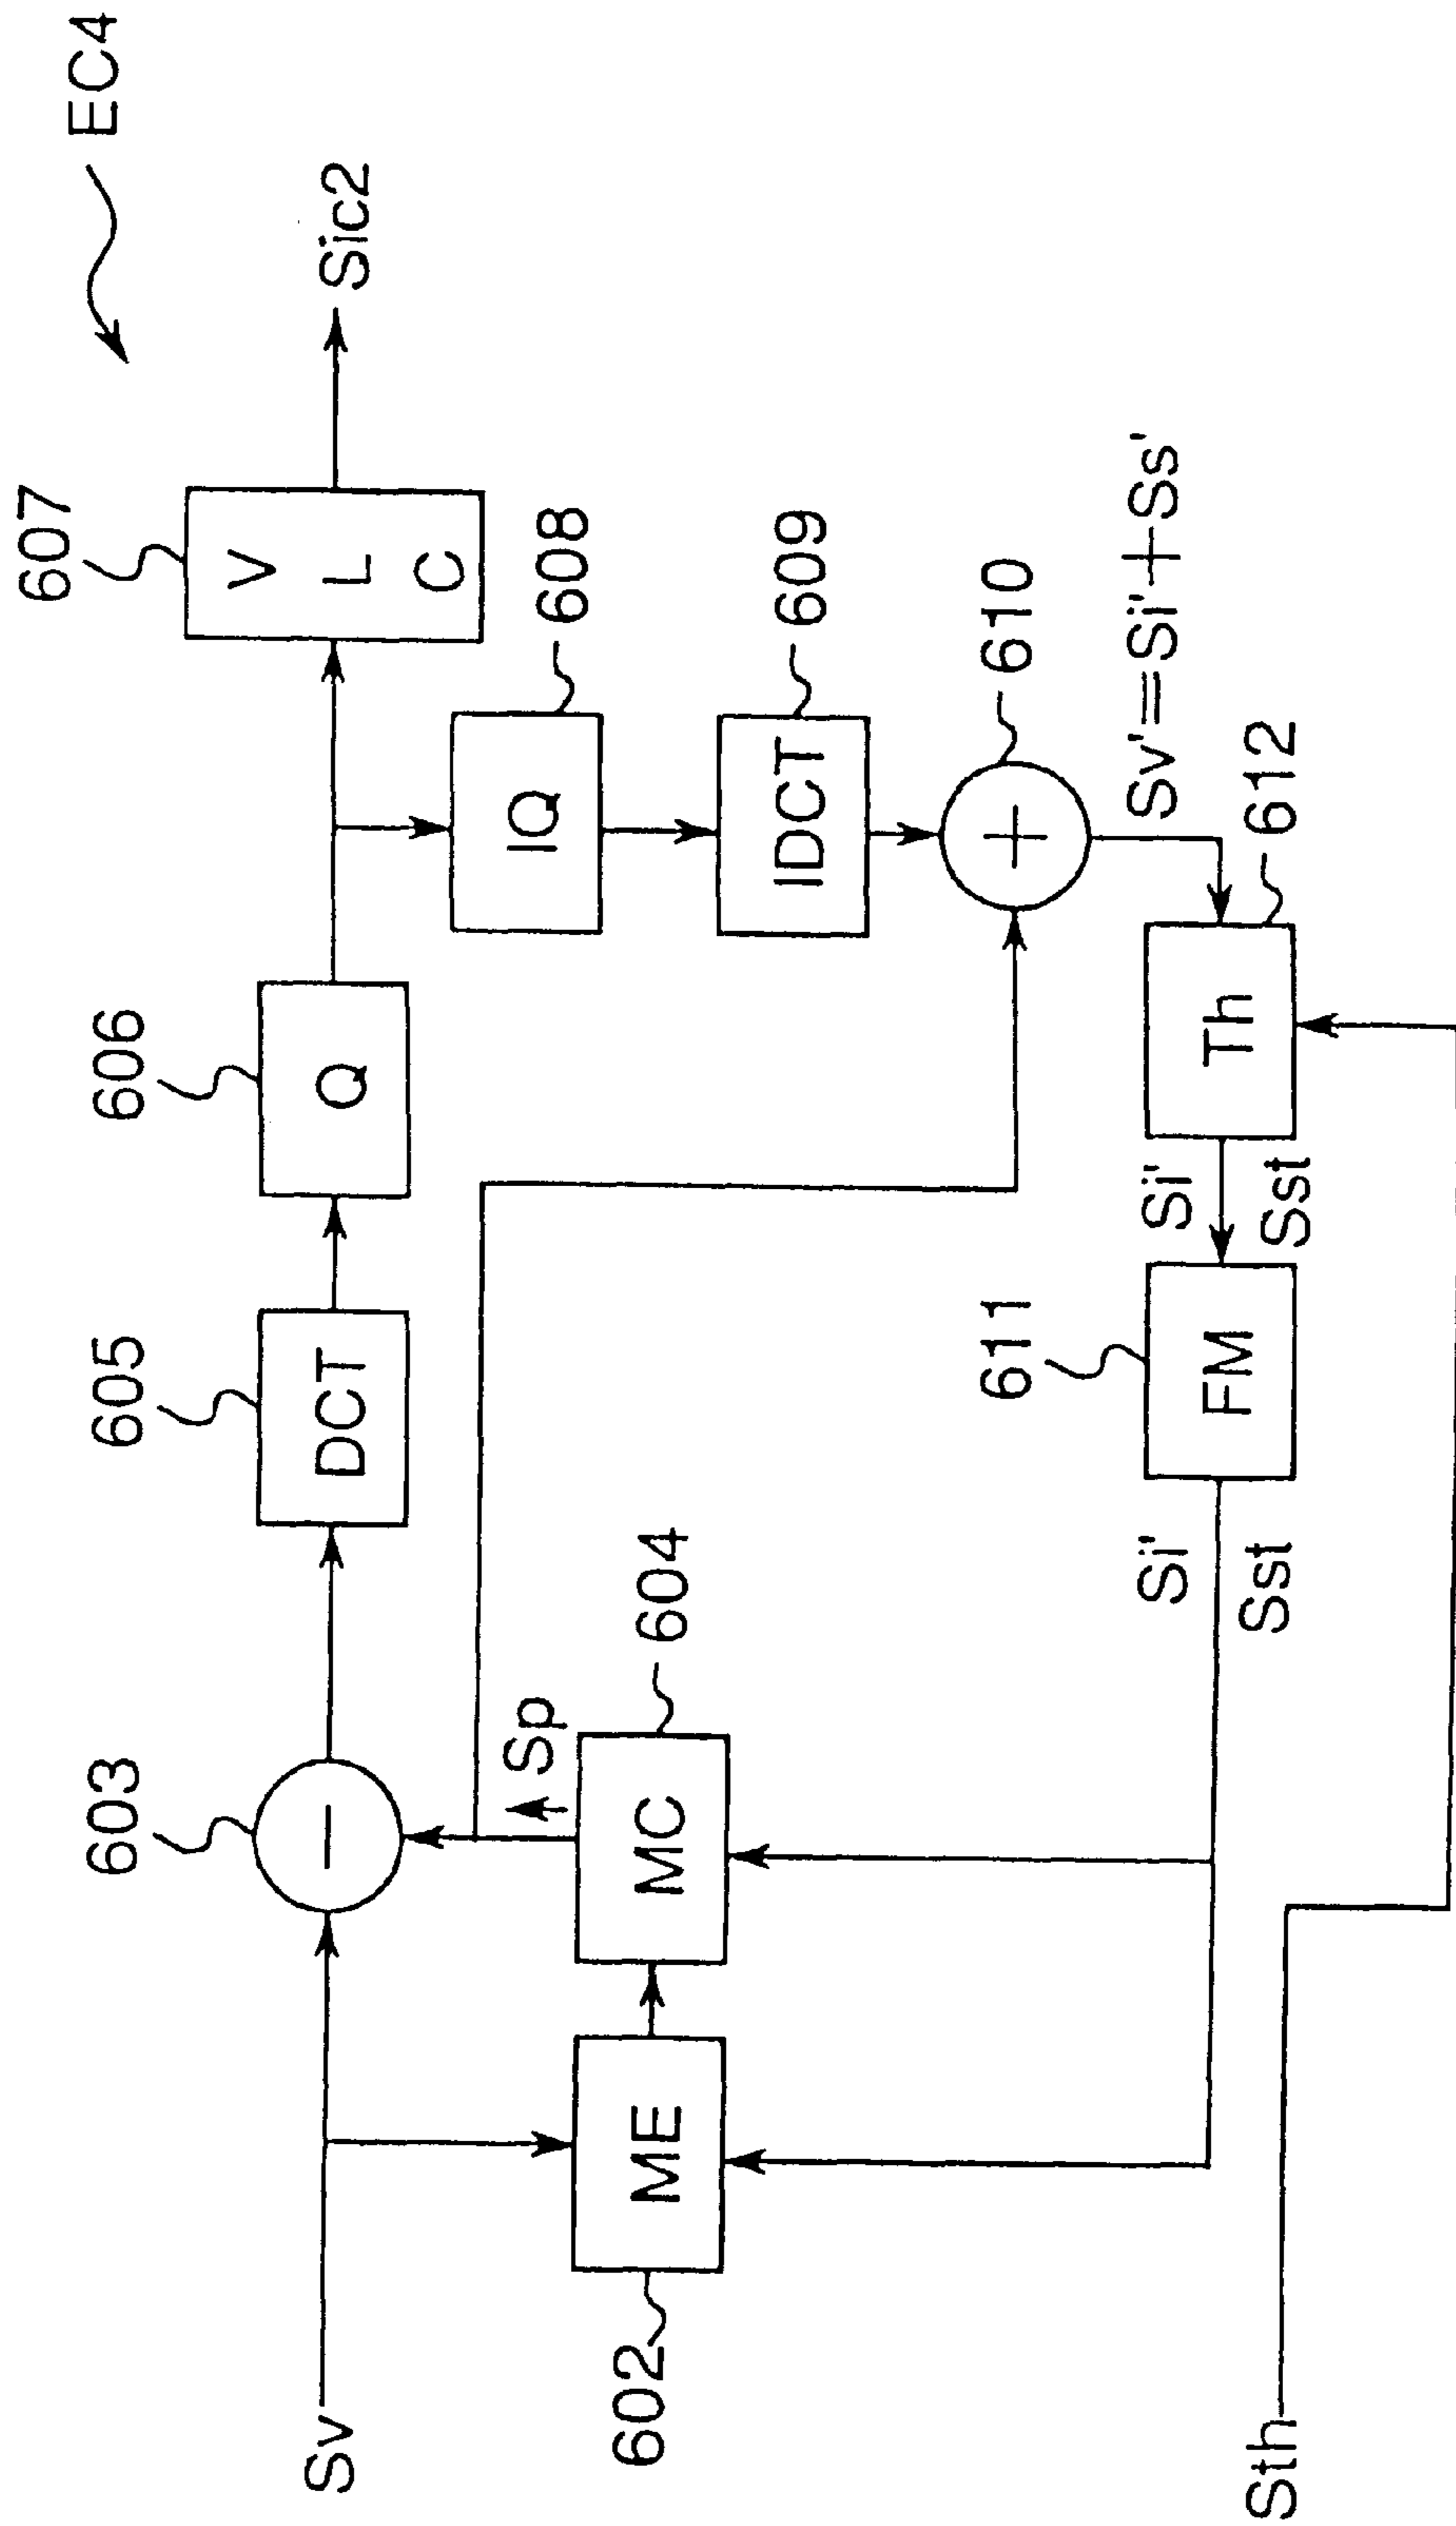 EC4
607
V
L
C
Sic2
603
605
606
DCT
Q
608
IQ
Sv
Sp
604
609
IDCT
602
ME
MC
610
Sv'=Si'+Ss'
611
FM
Si'
Sst
Si'
Sst
Th
612
Sth